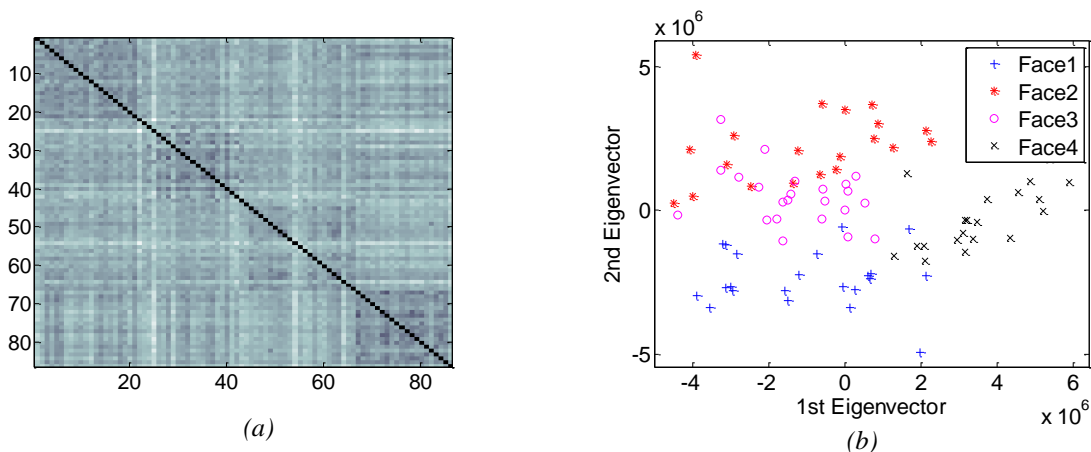 10
20
30
40
50
60
70
80
20 40 60 80
(a)
x 10^6
5
0
-5
-4 -2 0 2 4 6
x 10^6
1st Eigenvector
2nd Eigenvector
Face1
Face2
Face3
Face4
(b)